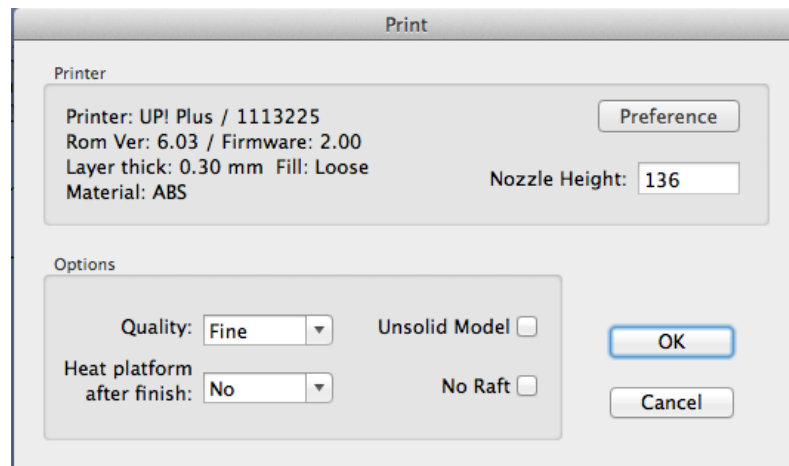 Print
Printer
Printer: UP! Plus / 1113225
Rom Ver: 6.03 / Firmware: 2.00
Layer thick: 0.30 mm  Fill: Loose
Material: ABS
Preference
Nozzle Height: 136
Options
Quality: Fine
Unsolid Model
Heat platform
after finish: No
No Raft
OK
Cancel